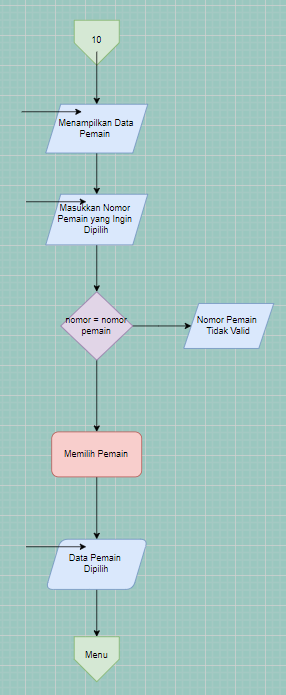 10
Menampilkan Data
Pemain
Masukkan Nomor
Pemain yang Ingin
Dipilih
nomor = nomor
pemain
Nomor Pemain
Tidak Valid
Memilih Pemain
Data Pemain
Dipilih
Menu